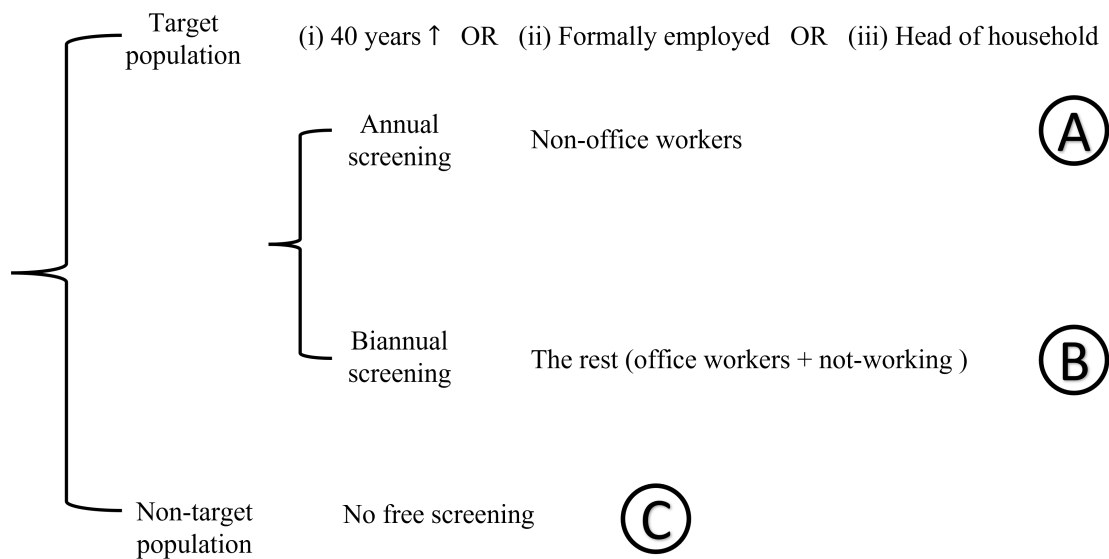 Target
population
(i) 40 years ↑ OR (ii) Formally employed OR (iii) Head of household
Annual
screening
Non-office workers
A
Biannual
screening
The rest (office workers + not-working )
B
Non-target
population
No free screening
C